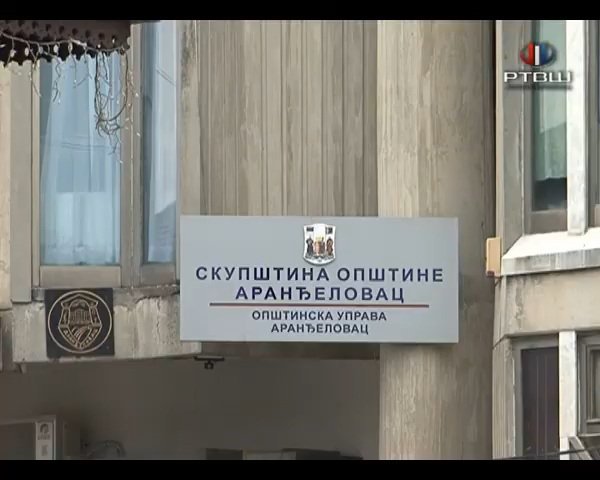 РТВШ
СКУПШТИНА ОПШТИНЕ
АРАНЂЕЛОВАЦ
ОПШТИНСКА УПРАВА
АРАНЂЕЛОВАЦ